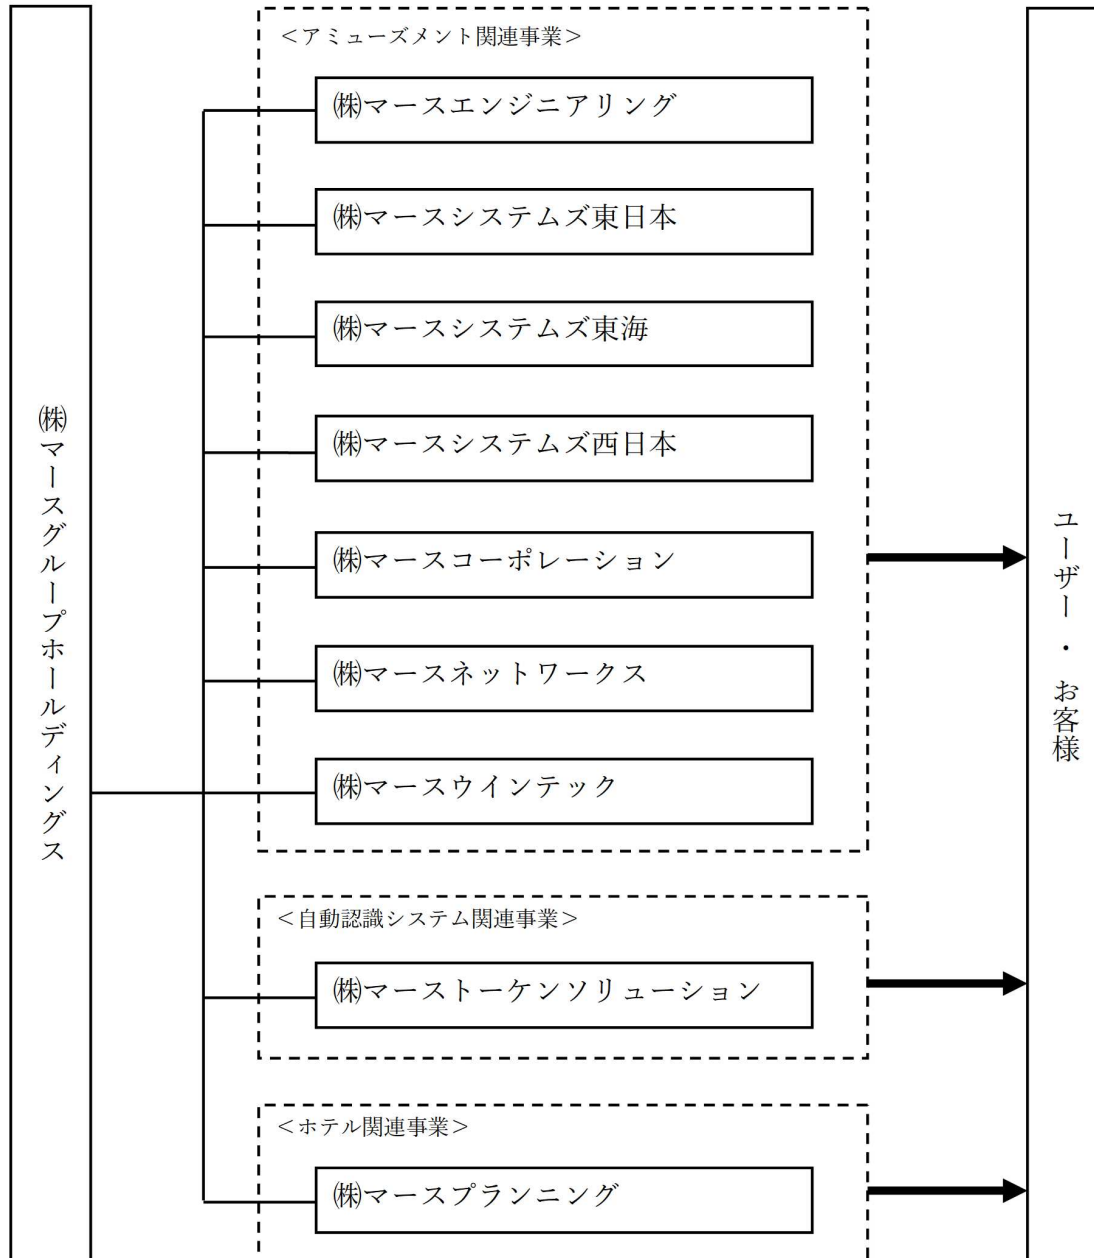 ㈱マースグループホールディングス
＜アミューズメント関連事業＞
㈱マースエンジニアリング
㈱マースシステムズ東日本
㈱マースシステムズ東海
㈱マースシステムズ西日本
㈱マースコーポレーション
㈱マースネットワークス
㈱マースウインテック
＜自動認識システム関連事業＞
㈱マーストーケンソリューション
＜ホテル関連事業＞
㈱マースプランニング
ユーザー・お客様